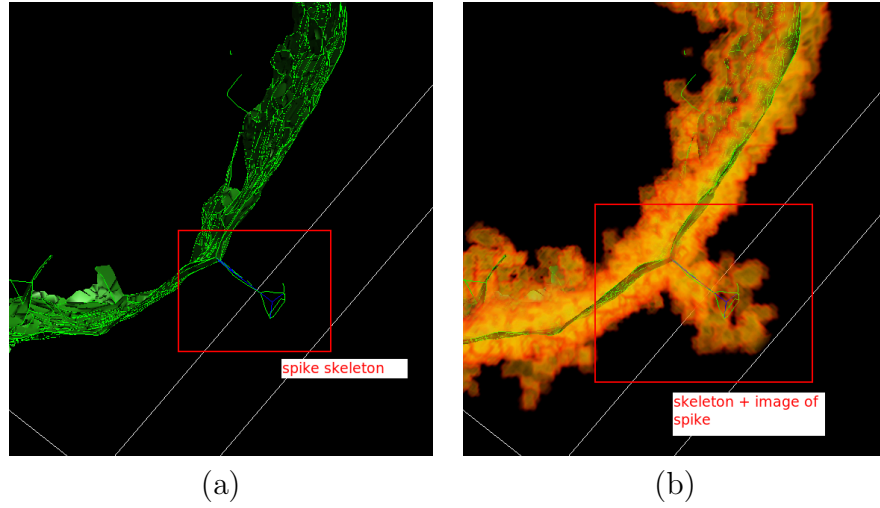 spike skeleton
skeleton + image of
spike
(a)
(b)